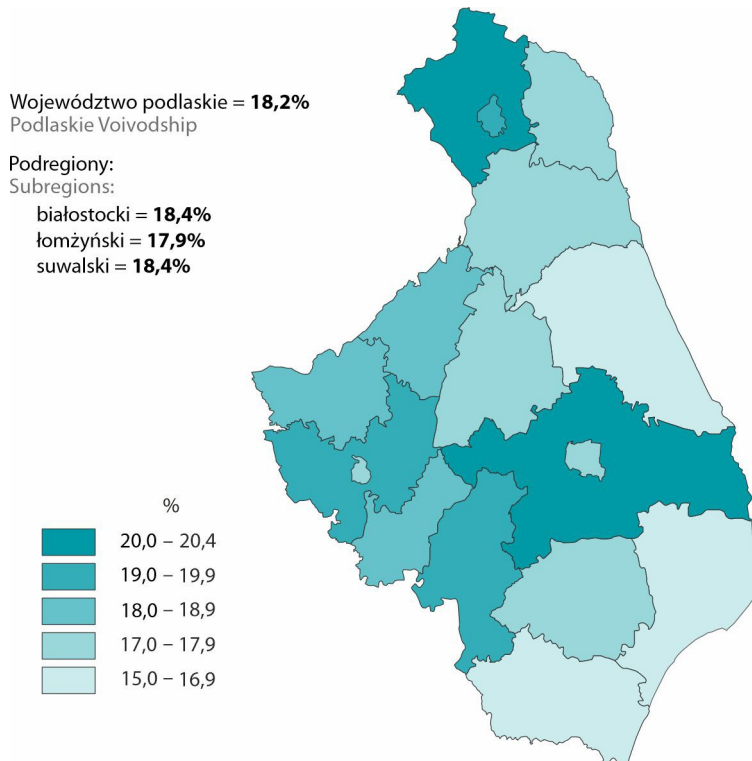 Województwo podlaskie = 18,2%
Podlaskie Voivodship
Podregiony:
Subregions:
białostocki = 18,4%
łomżyński = 17,9%
suwalski = 18,4%
%
20,0 – 20,4
19,0 – 19,9
18,0 – 18,9
17,0 – 17,9
15,0 – 16,9